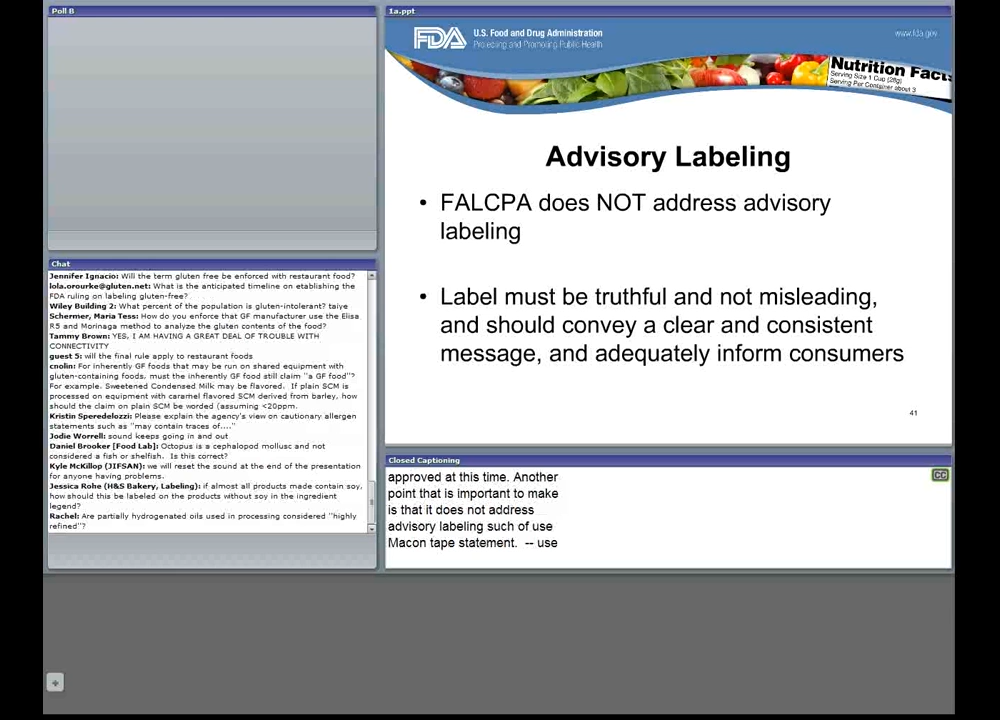 Poll B
Chat
Jennifer Ignacio: Will the term gluten free be enforced with restaurant food?
lola.orourke@gluten.net: What is the anticipated timeline on etablishing the
FDA ruling on labeling gluten-free?
Wiley Building 2: What percent of the population is gluten-intolerant? taiye
Schermer, Maria Tess: How do you enforce that GF manufacturer use the Elisa
R5 and Morinaga method to analyze the gluten contents of the food?
Tammy Brown: YES, I AM HAVING A GREAT DEAL OF TROUBLE WITH
CONNECTIVITY
guest 5: will the final rule apply to restaurant foods
cnolin: For inherently GF foods that may be run on shared equipment with
gluten-containing foods, must the inherently GF food still claim "a GF food"?
For example. Sweetened Condensed Milk may be flavored. If plain SCM is
processed on equipment with caramel flavored SCM derived from barley, how
should the claim on plain SCM be worded (assuming <20ppm.
Kristin Speredelozzi: Please explain the agency's view on cautionary allergen
statements such as "may contain traces of...."
Jodie Worrell: sound keeps going in and out
Daniel Brooker [Food Lab]: Octopus is a cephalopod mollusc and not
considered a fish or shelfish. Is this correct?
Kyle McKillop (JIFSAN): we will reset the sound at the end of the presentation
for anyone having problems.
Jessica Rohe (H&S Bakery, Labeling): if almost all products made contain soy,
how should this be labeled on the products without soy in the ingredient
legend?
Rachel: Are partially hydrogenated oils used in processing considered "highly
refined"?
1a.ppt
FDA U.S. Food and Drug Administration
Protecting and Promoting Public Health
www.fda.gov
Nutrition Facts
Serving Size 1 Cup (28g)
Serving Per Container about 3
Advisory Labeling
• FALCPA does NOT address advisory
labeling
• Label must be truthful and not misleading,
and should convey a clear and consistent
message, and adequately inform consumers
41
Closed Captioning
approved at this time. Another
point that is important to make
is that it does not address
advisory labeling such of use
Macon tape statement. -- use
CC